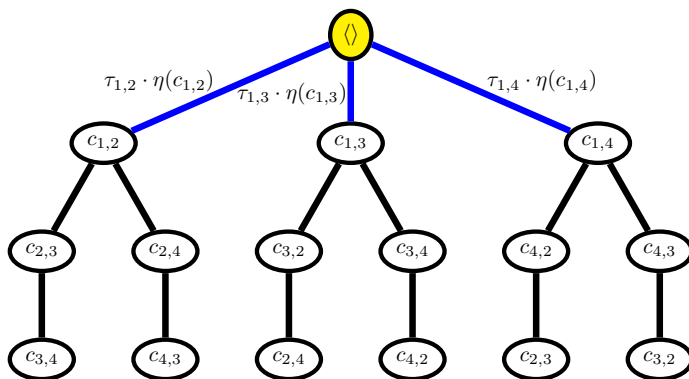 ⟨⟩
τ₁,₂ · η(c₁,₂)
τ₁,₃ · η(c₁,₃)
τ₁,₄ · η(c₁,₄)
c₁,₂ c₁,₃ c₁,₄
c₂,₃ c₂,₄ c₃,₂ c₃,₄ c₄,₂ c₄,₃
c₃,₄ c₄,₃ c₂,₄ c₄,₂ c₂,₃ c₃,₂